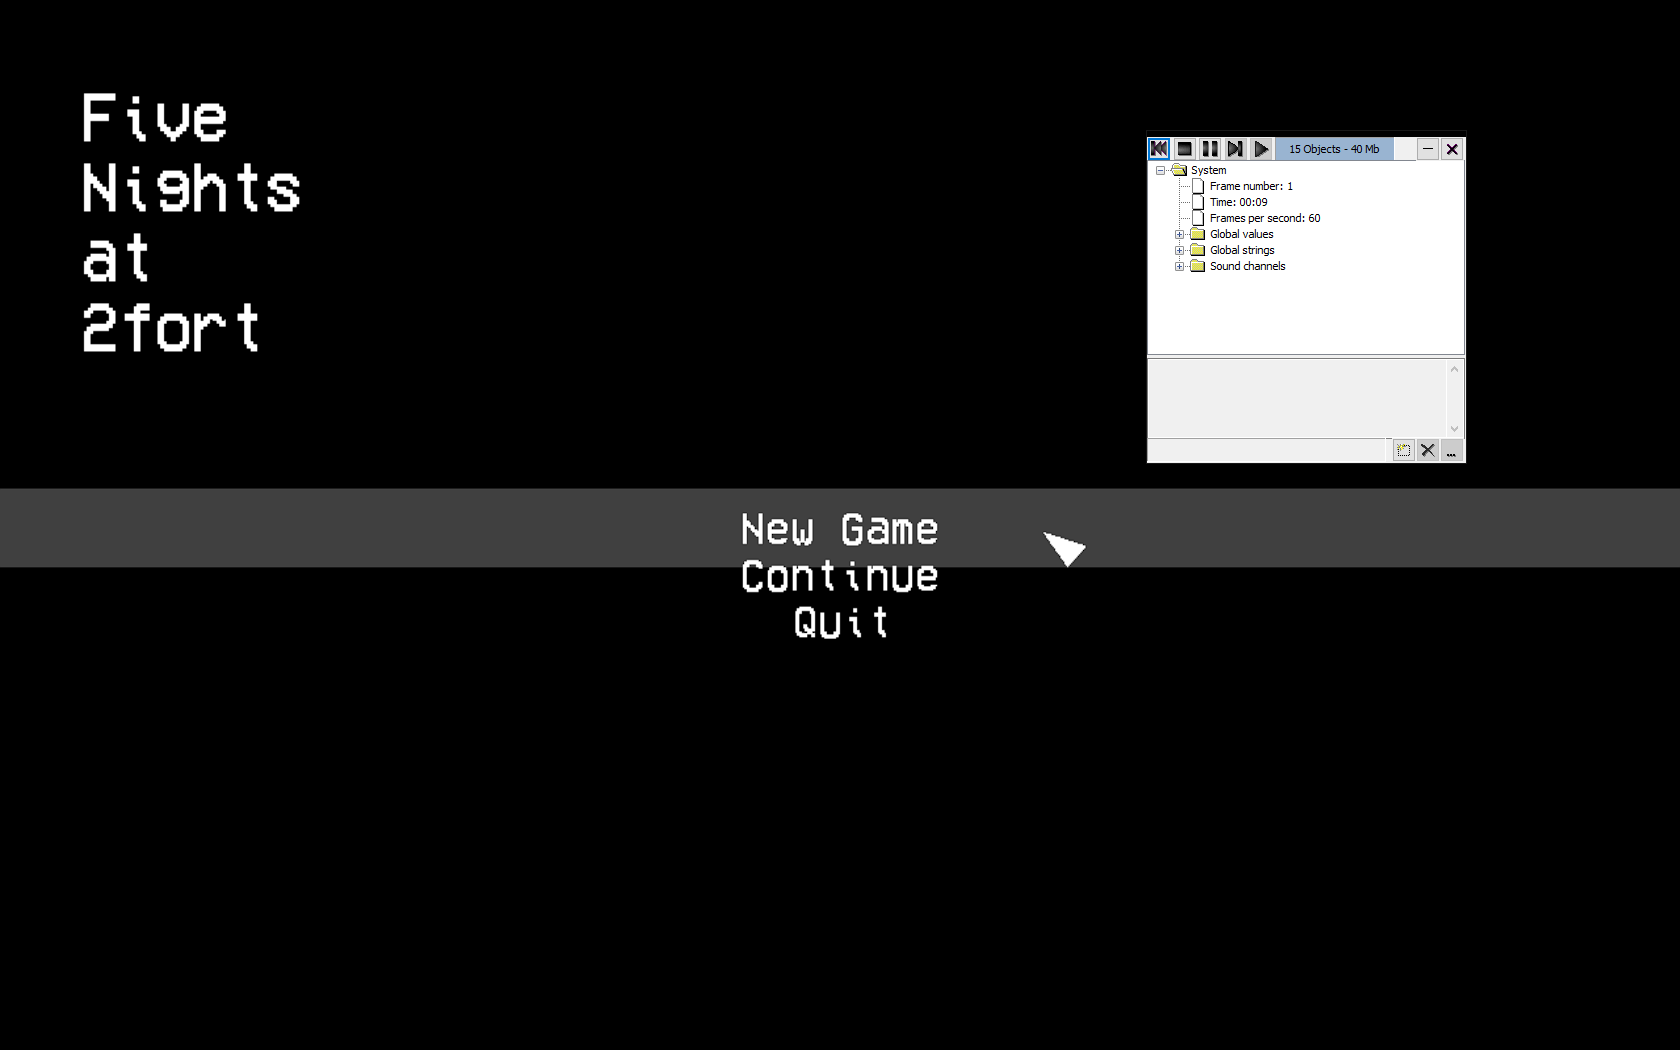 Five
Nights
at
2fort
15 Objects - 40 Mb
System
Frame number: 1
Time: 00:09
Frames per second: 60
Global values
Global strings
Sound channels
...
New Game
Continue
Quit